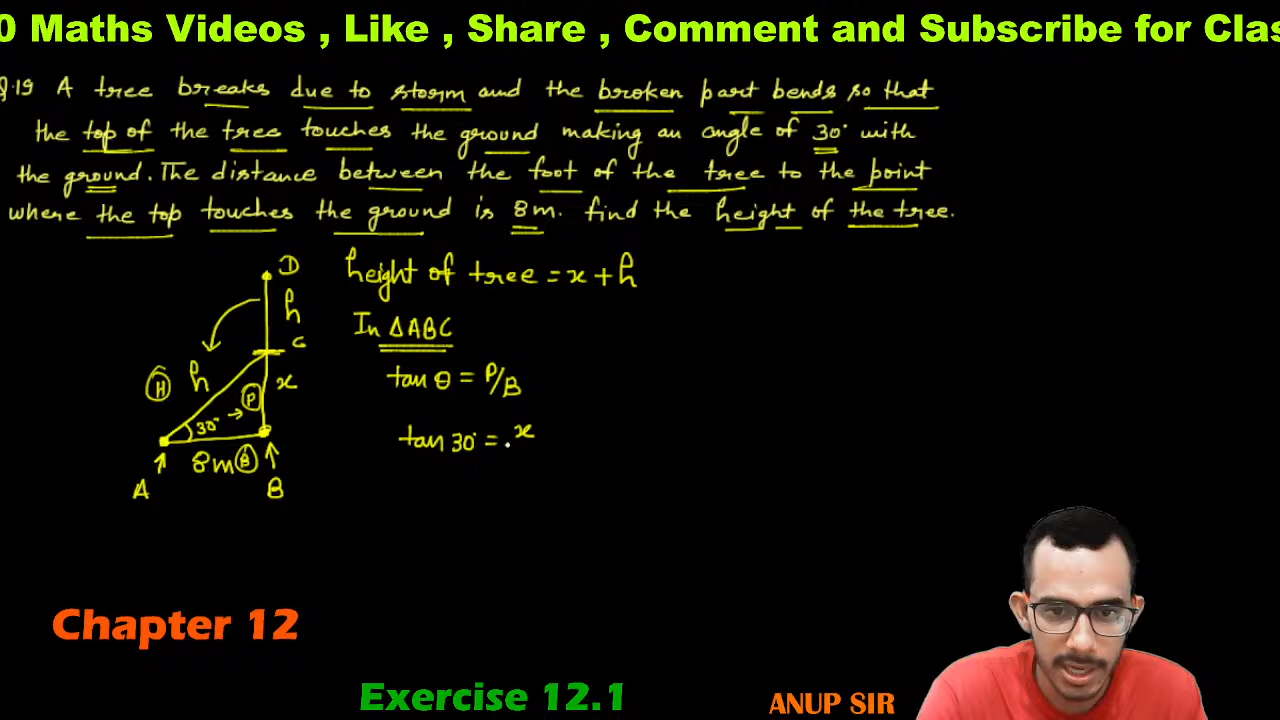 0 Maths Videos , Like , Share , Comment and Subscribe for Clas
Q.19 A tree breaks due to storm and the broken part bends so that
the top of the tree touches the ground making an angle of 30° with
the ground. The distance between the foot of the tree to the point
where the top touches the ground is 8m. find the height of the tree.
D
height of tree = x + h
h
In ΔABC
C
H h x
tan θ = P/B
P
30°
tan 30° = x
8m B
A B
Chapter 12
Exercise 12.1
ANUP SIR